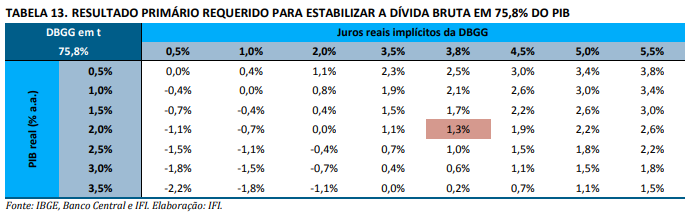 TABELA 13. RESULTADO PRIMÁRIO REQUERIDO PARA ESTABILIZAR A DÍVIDA BRUTA EM 75,8% DO PIB
DBGG em t Juros reais implícitos da DBGG
75,8% 0,5% 1,0% 2,0% 3,5% 3,8% 4,5% 5,0% 5,5%
PIB real (% a.a.)
0,5% 0,0% 0,4% 1,1% 2,3% 2,5% 3,0% 3,4% 3,8%
1,0% -0,4% 0,0% 0,8% 1,9% 2,1% 2,6% 3,0% 3,4%
1,5% -0,7% -0,4% 0,4% 1,5% 1,7% 2,2% 2,6% 3,0%
2,0% -1,1% -0,7% 0,0% 1,1% 1,3% 1,9% 2,2% 2,6%
2,5% -1,5% -1,1% -0,4% 0,7% 1,0% 1,5% 1,8% 2,2%
3,0% -1,8% -1,5% -0,7% 0,4% 0,6% 1,1% 1,5% 1,8%
3,5% -2,2% -1,8% -1,1% 0,0% 0,2% 0,7% 1,1% 1,5%
Fonte: IBGE, Banco Central e IFI. Elaboração: IFI.